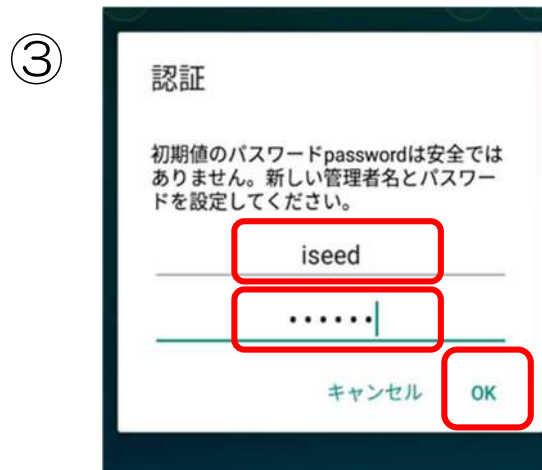 ③
認証
初期値のパスワードpasswordは安全では
ありません。新しい管理者名とパスワー
ドを設定してください。
iseed
••••••
キャンセル OK